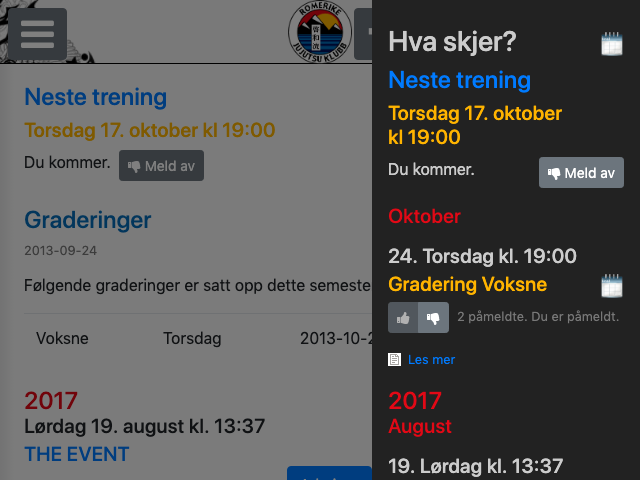 ROMERIKE
JUJUTSU KLUBB
Neste trening
Torsdag 17. oktober kl 19:00
Du kommer.
Meld av
Graderinger
2013-09-24
Følgende graderinger er satt opp dette semeste
Voksne
Torsdag
2013-10-2
2017
Lørdag 19. august kl. 13:37
THE EVENT
Hva skjer?
Neste trening
Torsdag 17. oktober
kl 19:00
Du kommer.
Meld av
Oktober
24. Torsdag kl. 19:00
Gradering Voksne
2 påmeldte. Du er påmeldt.
Les mer
2017
August
19. Lørdag kl. 13:37